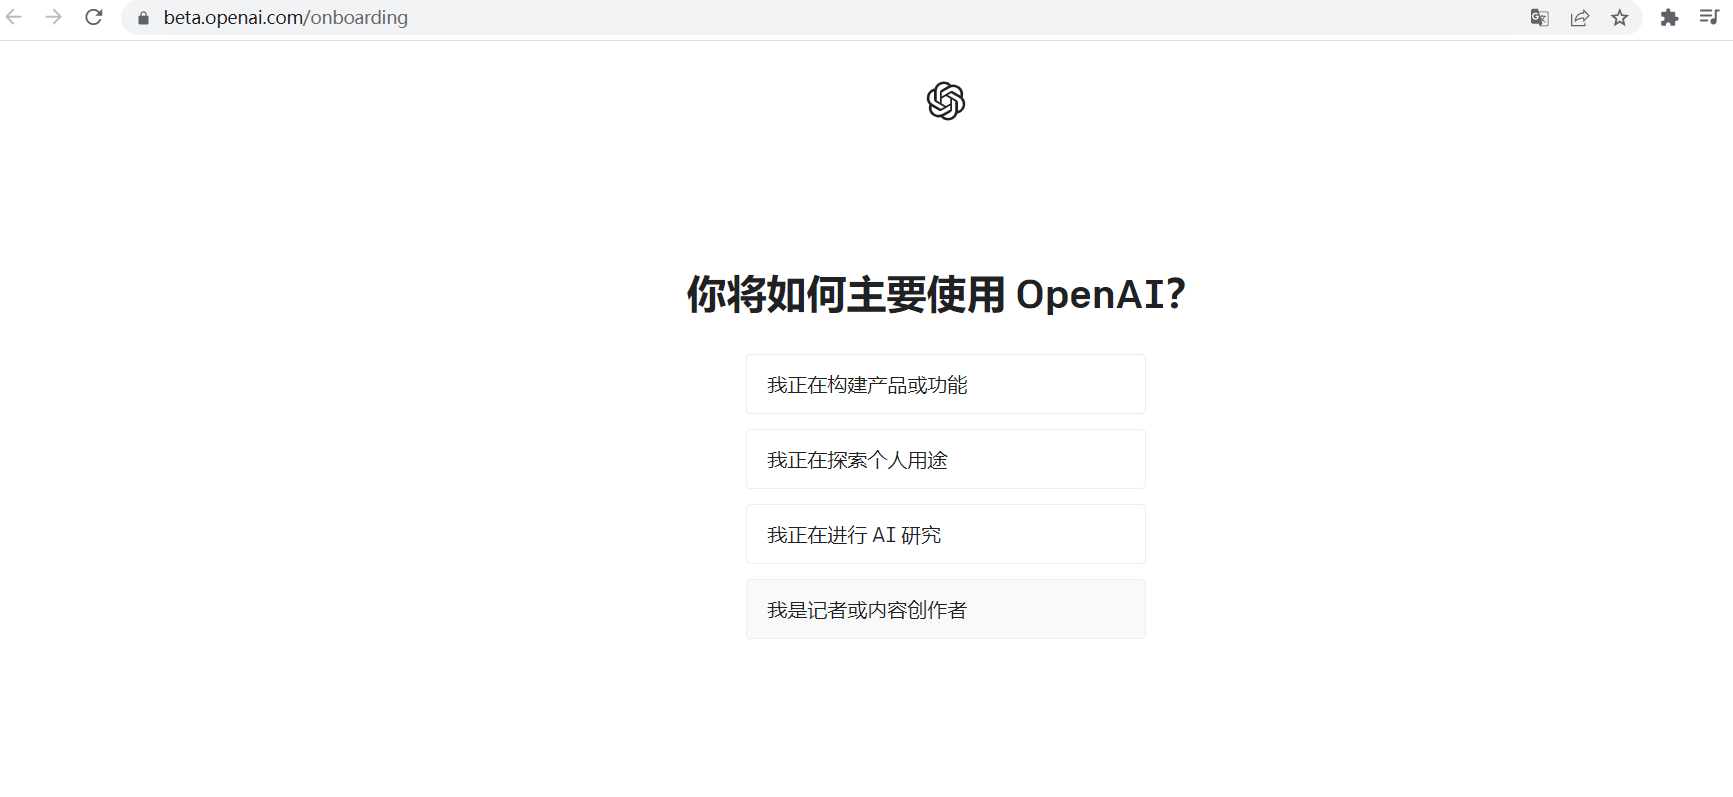 beta.openai.com/onboarding
你将如何主要使用 OpenAI?
我正在构建产品或功能
我正在探索个人用途
我正在进行 AI 研究
我是记者或内容创作者